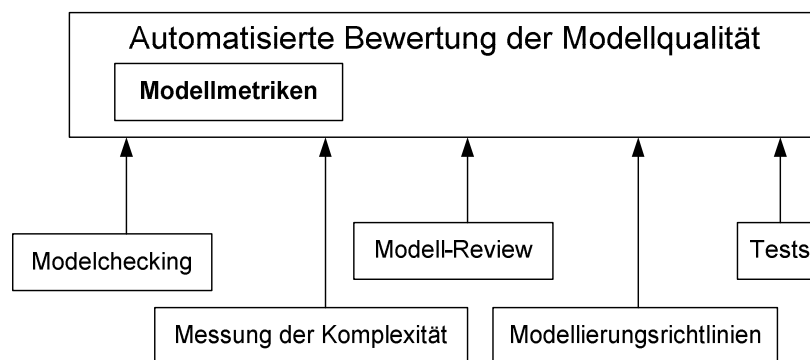 Automatisierte Bewertung der Modellqualität
Modellmetriken
Modelchecking
Modell-Review
Tests
Messung der Komplexität
Modellierungsrichtlinien